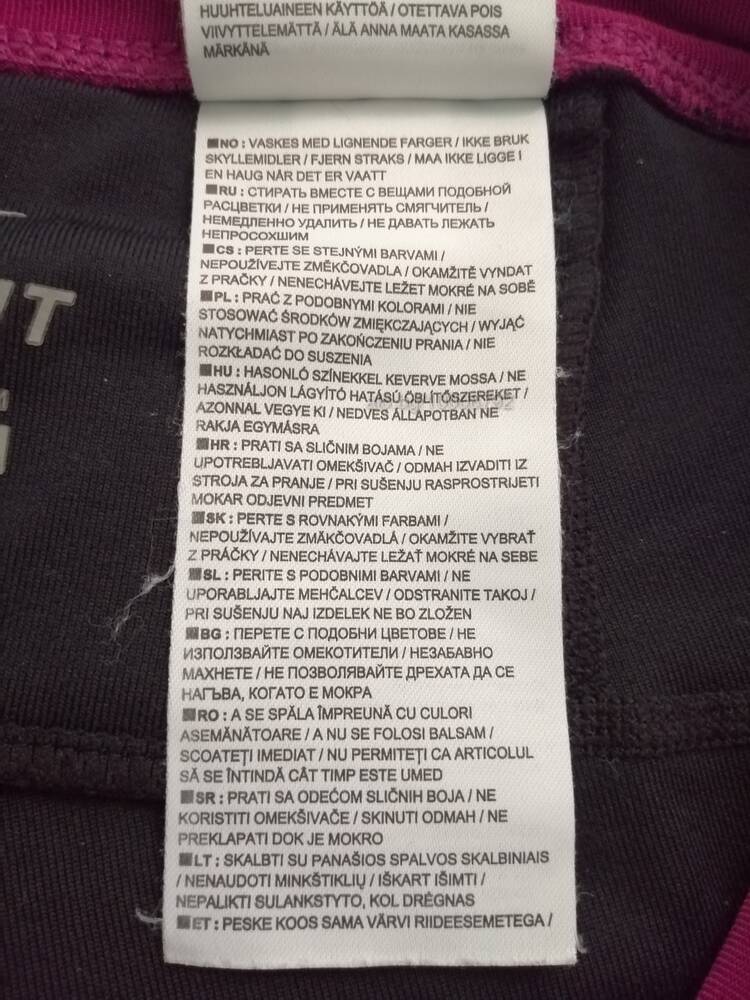 HUUHTELUAINEEN KÄYTTÖÄ / OTETTAVA POIS
VIIVYTTELEMÄTTÄ / ÄLÄ ANNA MAATA KASASSA
MÄRKÄNÄ
NO : VASKES MED LIGNENDE FARGER / IKKE BRUK
SKYLLEMIDLER / FJERN STRAKS / MAA IKKE LIGGE I
EN HAUG NÅR DET ER VAATT
RU : СТИРАТЬ ВМЕСТЕ С ВЕЩАМИ ПОДОБНОЙ
РАСЦВЕТКИ / НЕ ПРИМЕНЯТЬ СМЯГЧИТЕЛЬ /
НЕМЕДЛЕННО УДАЛИТЬ / НЕ ДАВАТЬ ЛЕЖАТЬ
НЕПРОСОХШИМ
CS : PERTE SE STEJNÝMI BARVAMI /
NEPOUŽÍVEJTE ZMĚKČOVADLA / OKAMŽITĚ VYNDAT
Z PRAČKY / NENECHÁVEJTE LEŽET MOKRÉ NA SOBĚ
PL : PRAĆ Z PODOBNYMI KOLORAMI / NIE
STOSOWAĆ ŚRODKÓW ZMIĘKCZAJĄCYCH / WYJĄĆ
NATYCHMIAST PO ZAKOŃCZENIU PRANIA / NIE
ROZKŁADAĆ DO SUSZENIA
HU : HASONLÓ SZÍNEKKEL KEVERVE MOSSA / NE
HASZNÁLJON LÁGYÍTÓ HATÁSÚ ÖBLÍTŐSZEREKET /
AZONNAL VEGYE KI / NEDVES ÁLLAPOTBAN NE
RAKJA EGYMÁSRA
HR : PRATI SA SLIČNIM BOJAMA / NE
UPOTREBLJAVATI OMEKŠIVAČ / ODMAH IZVADITI IZ
STROJA ZA PRANJE / PRI SUŠENJU RASPROSTRIJETI
MOKAR ODJEVNI PREDMET
SK : PERTE S ROVNAKÝMI FARBAMI /
NEPOUŽÍVAJTE ZMÄKČOVADLÁ / OKAMŽITE VYBRAŤ
Z PRÁČKY / NENECHÁVAJTE LEŽAŤ MOKRÉ NA SEBE
SL : PERITE S PODOBNIMI BARVAMI / NE
UPORABLJAJTE MEHČALCEV / ODSTRANITE TAKOJ /
PRI SUŠENJU NAJ IZDELEK NE BO ZLOŽEN
BG : ПЕРЕТЕ С ПОДОБНИ ЦВЕТОВЕ / НЕ
ИЗПОЛЗВАЙТЕ ОМЕКОТИТЕЛИ / НЕЗАБАВНО
МАХНЕТЕ / НЕ ПОЗВОЛЯВАЙТЕ ДРЕХАТА ДА СЕ
НАГЪВА, КОГАТО Е МОКРА
RO : A SE SPĂLA ÎMPREUNĂ CU CULORI
ASEMĂNĂTOARE / A NU SE FOLOSI BALSAM /
SCOATEŢI IMEDIAT / NU PERMITEŢI CA ARTICOLUL
SĂ SE ÎNTINDĂ CÂT TIMP ESTE UMED
SR : PRATI SA ODEĆOM SLIČNIH BOJA / NE
KORISTITI OMEKŠIVAČE / SKINUTI ODMAH / NE
PREKLAPATI DOK JE MOKRO
LT : SKALBTI SU PANAŠIOS SPALVOS SKALBINIAIS
/ NENAUDOTI MINKŠTIKLIŲ / IŠKART IŠIMTI /
NEPALIKTI SULANKSTYTO, KOL DRĖGNAS
ET : PESKE KOOS SAMA VÄRVI RIIDEESEMETEGA /